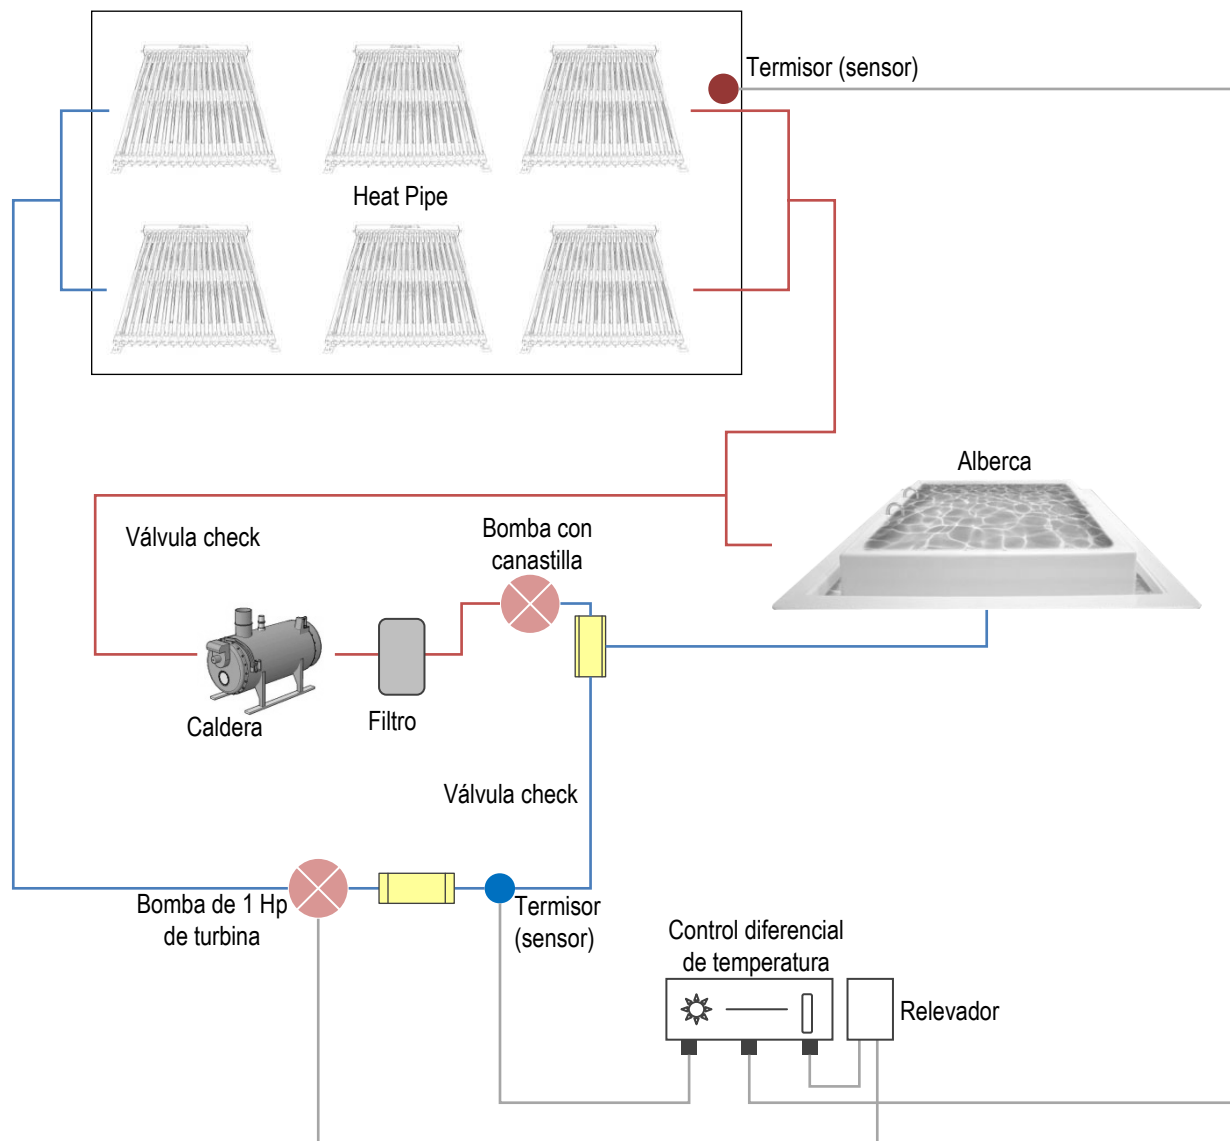 Termisor (sensor)
Heat Pipe
Alberca
Válvula check
Bomba con
canastilla
Caldera
Filtro
Válvula check
Bomba de 1 Hp
de turbina
Termisor
(sensor)
Control diferencial
de temperatura
Relevador